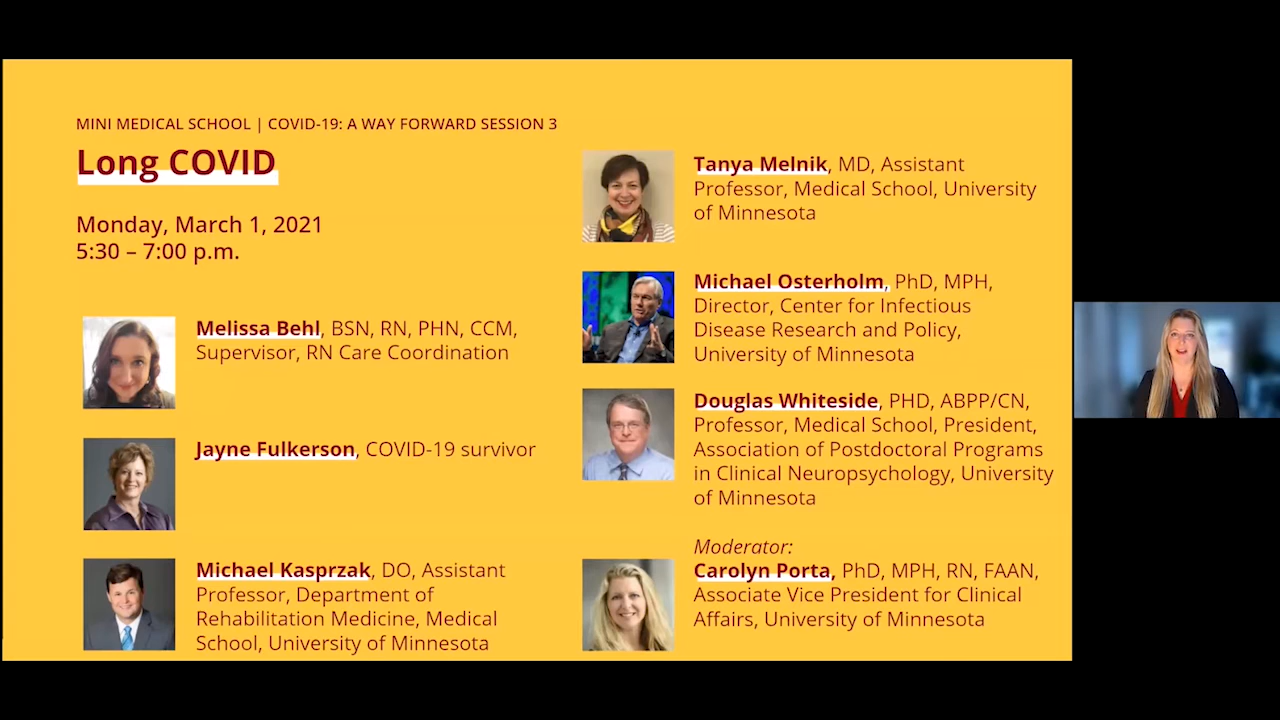 MINI MEDICAL SCHOOL | COVID-19: A WAY FORWARD SESSION 3
Long COVID
Monday, March 1, 2021
5:30 – 7:00 p.m.
Melissa Behl, BSN, RN, PHN, CCM,
Supervisor, RN Care Coordination
Jayne Fulkerson, COVID-19 survivor
Michael Kasprzak, DO, Assistant
Professor, Department of
Rehabilitation Medicine, Medical
School, University of Minnesota
Tanya Melnik, MD, Assistant
Professor, Medical School, University
of Minnesota
Michael Osterholm, PhD, MPH,
Director, Center for Infectious
Disease Research and Policy,
University of Minnesota
Douglas Whiteside, PHD, ABPP/CN,
Professor, Medical School, President,
Association of Postdoctoral Programs
in Clinical Neuropsychology, University
of Minnesota
Moderator:
Carolyn Porta, PhD, MPH, RN, FAAN,
Associate Vice President for Clinical
Affairs, University of Minnesota